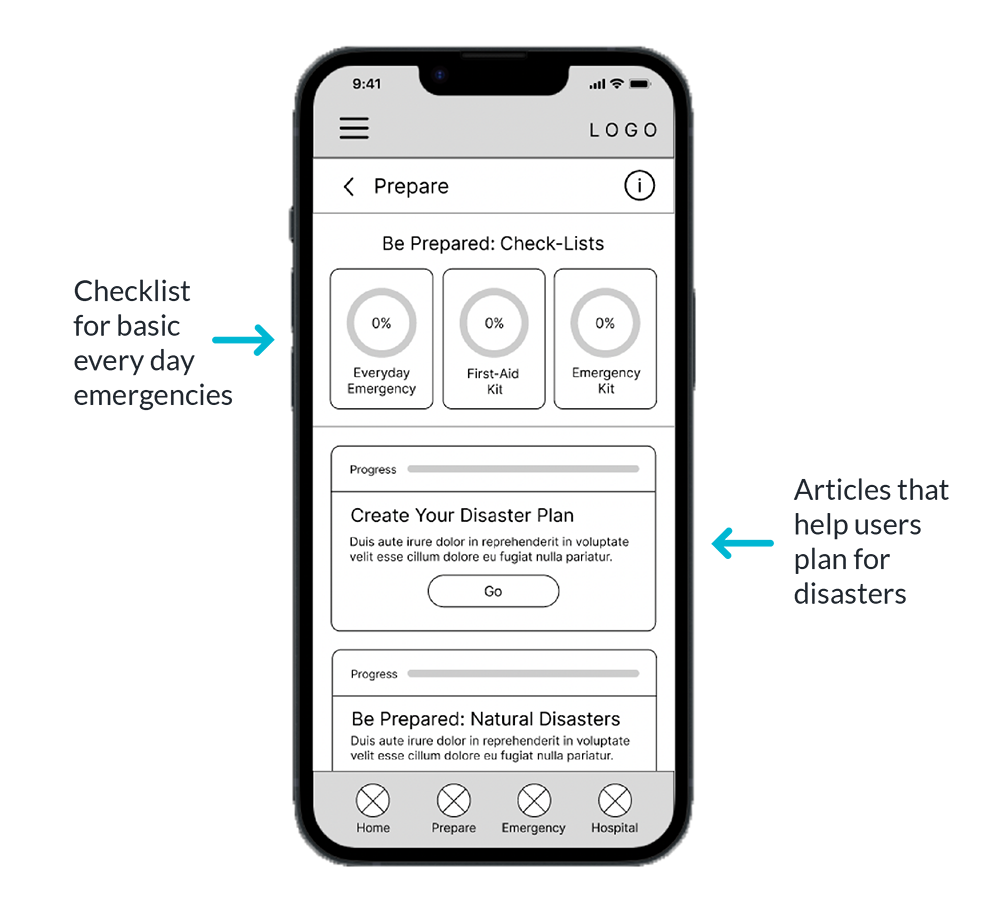 9:41
LOGO
Prepare
i
Be Prepared: Check-Lists
0%
0%
0%
Everyday
Emergency
First-Aid
Kit
Emergency
Kit
Checklist
for basic
every day
emergencies
Progress
Create Your Disaster Plan
Duis aute irure dolor in reprehenderit in voluptate
velit esse cillum dolore eu fugiat nulla pariatur.
Go
Articles that
help users
plan for
disasters
Progress
Be Prepared: Natural Disasters
Duis aute irure dolor in reprehenderit in voluptate
velit esse cillum dolore eu fugiat nulla pariatur.
Home
Prepare
Emergency
Hospital